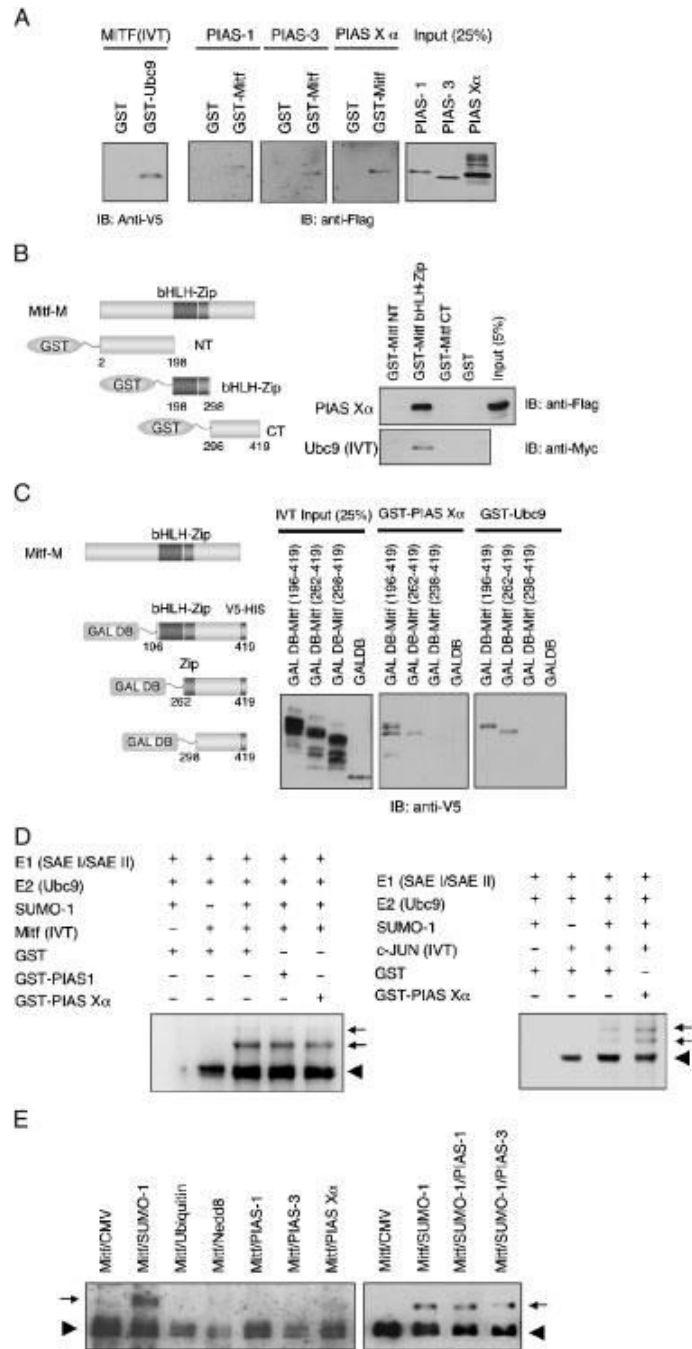 A
MITF(IVT) PIAS-1 PIAS-3 PIAS X α Input (25%)
GST
GST-Ubc9
GST
GST-Mitf
GST
GST-Mitf
GST
GST-Mitf
PIAS- 1
PIAS- 3
PIAS Xα
IB: Anti-V5 IB: anti-Flag
B
bHLH-Zip
Mitf-M
GST
NT
2 198
GST
bHLH-Zip
198 298
GST
CT
296 419
GST-Mitf NT
GST-Mitf bHLH-Zip
GST-Mitf CT
GST
Input (5%)
PIAS Xα IB: anti-Flag
Ubc9 (IVT) IB: anti-Myc
C
bHLH-Zip
Mitf-M
bHLH-Zip V5-HIS
GAL DB
196 419
Zip
GAL DB
262 419
GAL DB
298 419
IVT Input (25%) GST-PIAS Xα GST-Ubc9
GAL DB-Mitf (196-419)
GAL DB-Mitf (262-419)
GAL DB-Mitf (298-419)
GALDB
GAL DB-Mitf (196-419)
GAL DB-Mitf (262-419)
GAL DB-Mitf (298-419)
GALDB
GAL DB-Mitf (196-419)
GAL DB-Mitf (262-419)
GAL DB-Mitf (298-419)
GALDB
IB: anti-V5
D
E1 (SAE I/SAE II) + + + + +
E2 (Ubc9) + + + + +
SUMO-1 + – + + +
Mitf (IVT) – + + + +
GST + + + – –
GST-PIAS1 – – – + –
GST-PIAS Xα – – – – +
E1 (SAE I/SAE II) + + + +
E2 (Ubc9) + + + +
SUMO-1 + – + +
c-JUN (IVT) – + + +
GST + + + –
GST-PIAS Xα – – – +
E
Mitf/CMV
Mitf/SUMO-1
Mitf/Ubiquitin
Mitf/Nedd8
Mitf/PIAS-1
Mitf/PIAS-3
Mitf/PIAS Xα
Mitf/CMV
Mitf/SUMO-1
Mitf/SUMO-1/PIAS-1
Mitf/SUMO-1/PIAS-3